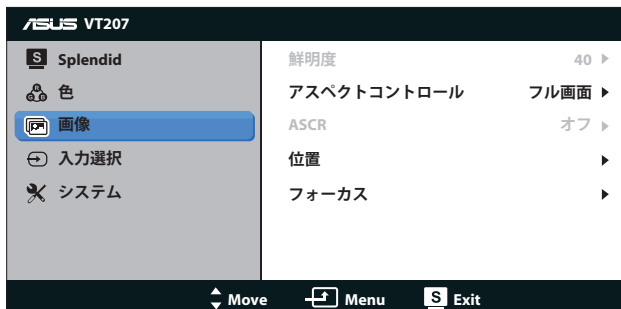 ASUS VT207
S Splendid
色
画像
入力選択
システム
鮮明度 40
アスペクトコントロール フル画面
ASCR オフ
位置
フォーカス
Move Menu S Exit